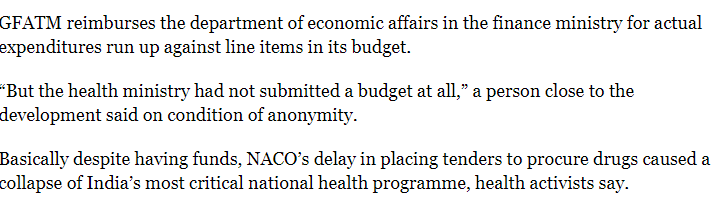 GFATM reimburses the department of economic affairs in the finance ministry for actual
expenditures run up against line items in its budget.
“But the health ministry had not submitted a budget at all,” a person close to the
development said on condition of anonymity.
Basically despite having funds, NACO’s delay in placing tenders to procure drugs caused a
collapse of India’s most critical national health programme, health activists say.